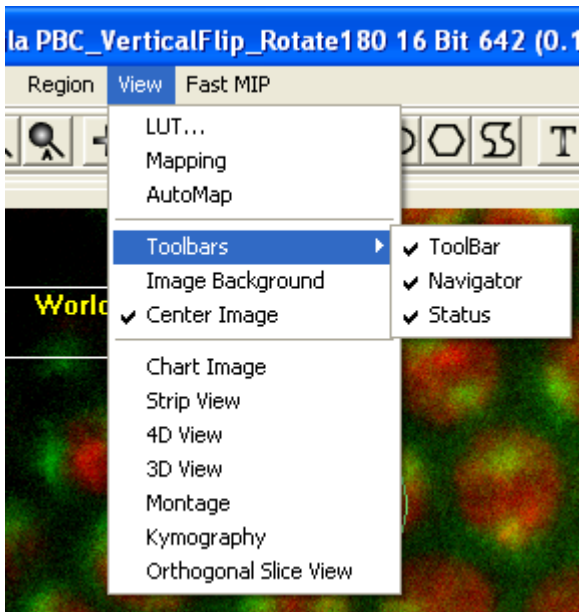 la PBC_VerticalFlip_Rotate180 16 Bit 642 (0.1
Region View Fast MIP
T
LUT...
Mapping
AutoMap
Toolbars
ToolBar
Image Background
Navigator
World
Center Image
Status
Chart Image
Strip View
4D View
3D View
Montage
Kymography
Orthogonal Slice View